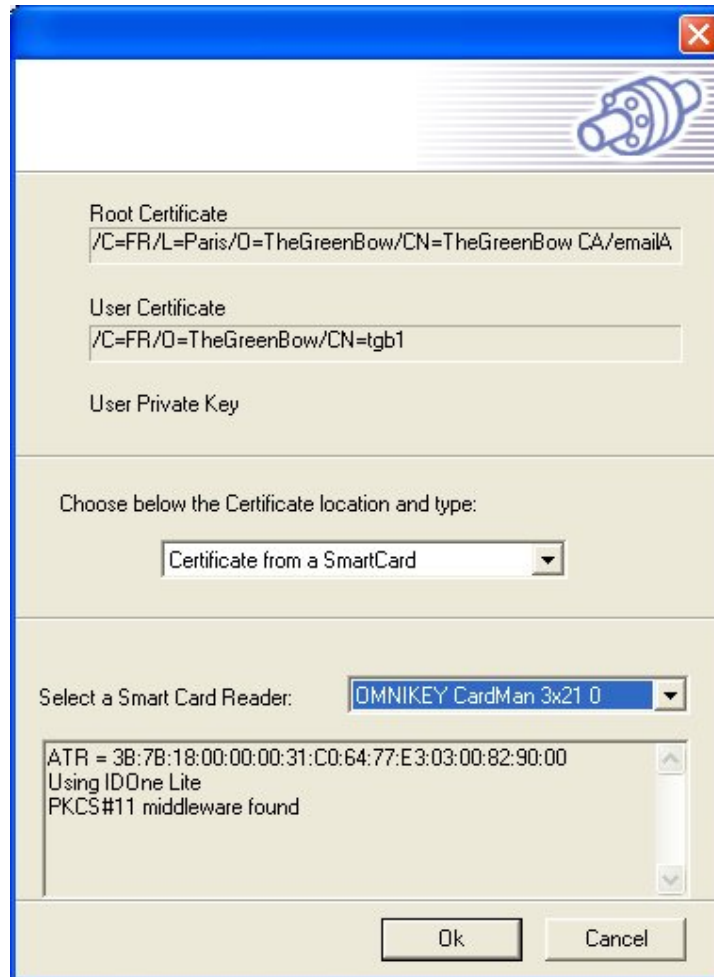 Root Certificate
/C=FR/L=Paris/O=TheGreenBow/CN=TheGreenBow CA/emailA
User Certificate
/C=FR/O=TheGreenBow/CN=tgb1
User Private Key
Choose below the Certificate location and type:
Certificate from a SmartCard
Select a Smart Card Reader:
OMNIKEY CardMan 3x21 0
ATR = 3B:7B:18:00:00:00:31:C0:64:77:E3:03:00:82:90:00
Using IDOne Lite
PKCS#11 middleware found
Ok
Cancel